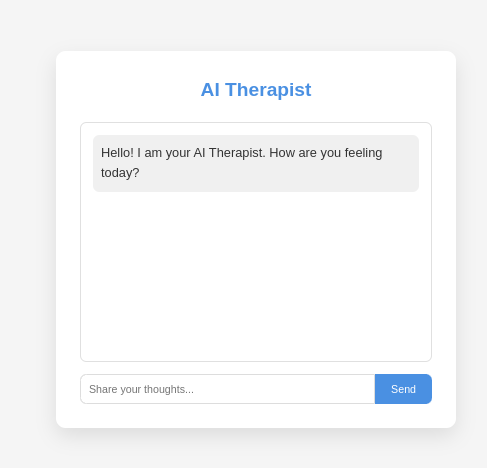 AI Therapist
Hello! I am your AI Therapist. How are you feeling
today?
Share your thoughts...
Send